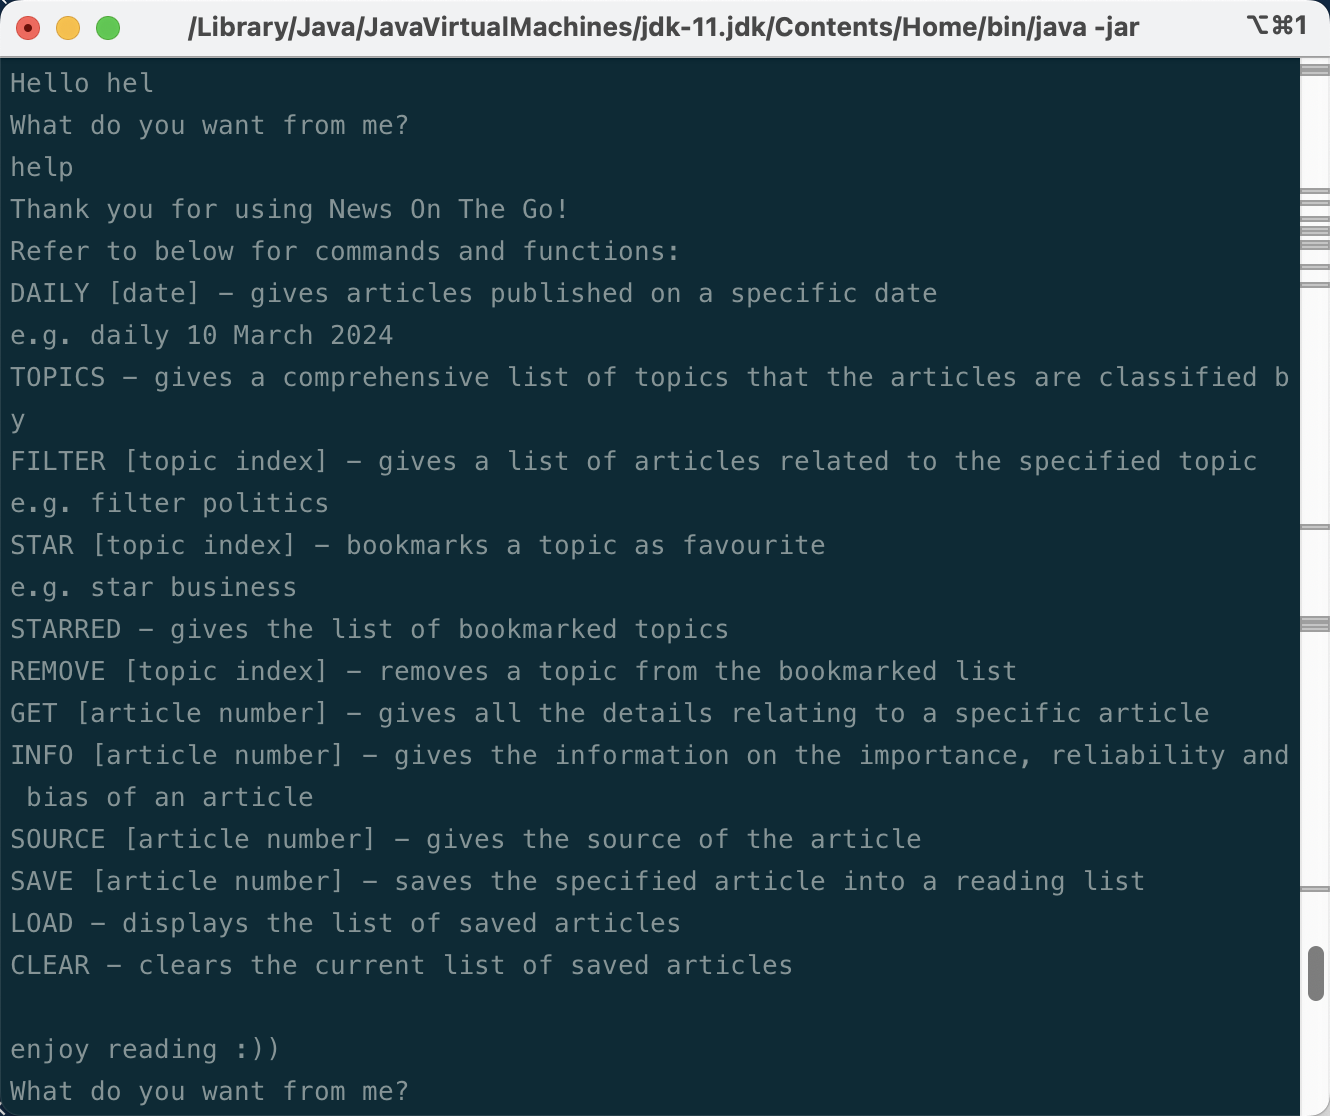 /Library/Java/JavaVirtualMachines/jdk-11.jdk/Contents/Home/bin/java -jar
⌥⌘1
Hello hel
What do you want from me?
help
Thank you for using News On The Go!
Refer to below for commands and functions:
DAILY [date] - gives articles published on a specific date
e.g. daily 10 March 2024
TOPICS - gives a comprehensive list of topics that the articles are classified b
y
FILTER [topic index] - gives a list of articles related to the specified topic
e.g. filter politics
STAR [topic index] - bookmarks a topic as favourite
e.g. star business
STARRED - gives the list of bookmarked topics
REMOVE [topic index] - removes a topic from the bookmarked list
GET [article number] - gives all the details relating to a specific article
INFO [article number] - gives the information on the importance, reliability and
 bias of an article
SOURCE [article number] - gives the source of the article
SAVE [article number] - saves the specified article into a reading list
LOAD - displays the list of saved articles
CLEAR - clears the current list of saved articles

enjoy reading :))
What do you want from me?